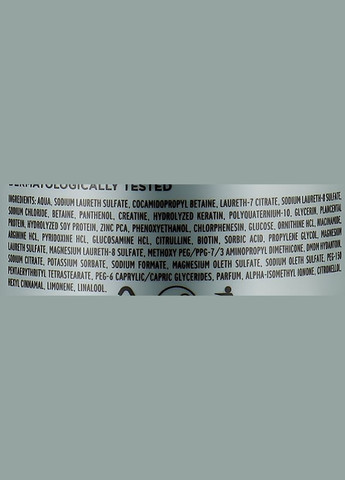 DERMATOLOGICALLY TESTED
INGREDIENTS: AQUA, SODIUM LAURETH SULFATE, COCAMIDOPROPYL BETAINE, LAURETH-7 CITRATE, SODIUM LAURETH-8 SULFATE,
SODIUM CHLORIDE, BETAINE, PANTHENOL, CREATINE, HYDROLYZED KERATIN, POLYQUATERNIUM-10, GLYCERIN, PLANCENTAL
PROTEIN, HYDROLYZED SOY PROTEIN, ZINC PCA, PHENOXYETHANOL, CHLORPHENESIN, GLUCOSE, ORNITHINE HCL, NIACINAMIDE,
ARGININE HCL, PYRIDOXINE HCL, GLUCOSAMINE HCL, CITRULLINE, BIOTIN, SORBIC ACID, PROPYLENE GLYCOL, MAGNESIUM
LAURETH SULFATE, MAGNESIUM LAURETH-8 SULFATE, METHOXY PEG/PPG-7/3 AMINOPROPYL DIMETHICONE. DMDM HYDANTOIN,
SODIUM CITRATE, POTASSIUM SORBATE, SODIUM FORMATE, MAGNESIUM OLETH SULFATE, SODIUM OLETH SULFATE, PEG-150
PENTAERYTHRITYL TETRASTEARATE, PEG-6 CAPRYLIC/CAPRIC GLYCERIDES, PARFUM, ALPHA-ISOMETHYL IONONE, CITRONELLOL,
HEXYL CINNAMAL, LIMONENE, LINALOOL.